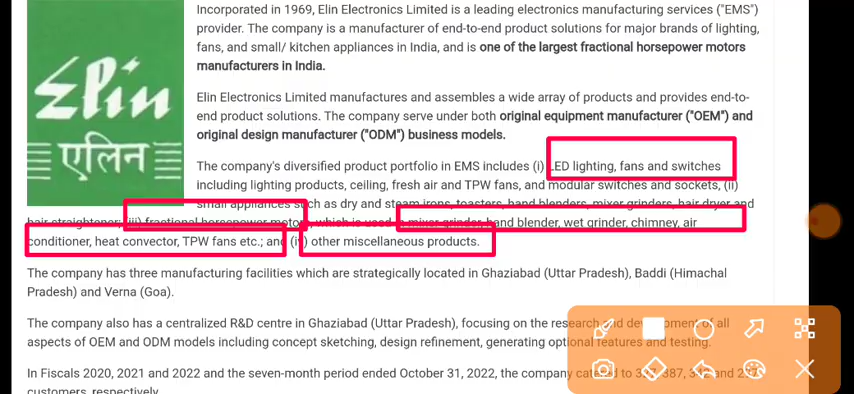 Elin
एलिन
Incorporated in 1969, Elin Electronics Limited is a leading electronics manufacturing services ("EMS")
provider. The company is a manufacturer of end-to-end product solutions for major brands of lighting,
fans, and small/ kitchen appliances in India, and is one of the largest fractional horsepower motors
manufacturers in India.
Elin Electronics Limited manufactures and assembles a wide array of products and provides end-to-
end product solutions. The company serve under both original equipment manufacturer ("OEM") and
original design manufacturer ("ODM") business models.
The company's diversified product portfolio in EMS includes (i) LED lighting, fans and switches
including lighting products, ceiling, fresh air and TPW fans, and modular switches and sockets, (ii)
small appliances such as dry and steam irons, toasters, hand blenders, mixer grinders, hair dryer and
hair straightener; (iii) fractional horsepower motors, which is used in mixer grinder, hand blender, wet grinder, chimney, air
conditioner, heat convector, TPW fans etc.; and (iv) other miscellaneous products.
The company has three manufacturing facilities which are strategically located in Ghaziabad (Uttar Pradesh), Baddi (Himachal
Pradesh) and Verna (Goa).
The company also has a centralized R&D centre in Ghaziabad (Uttar Pradesh), focusing on the research and development of all
aspects of OEM and ODM models including concept sketching, design refinement, generating optional features and testing.
In Fiscals 2020, 2021 and 2022 and the seven-month period ended October 31, 2022, the company catered to 387, and
customers, respectively.